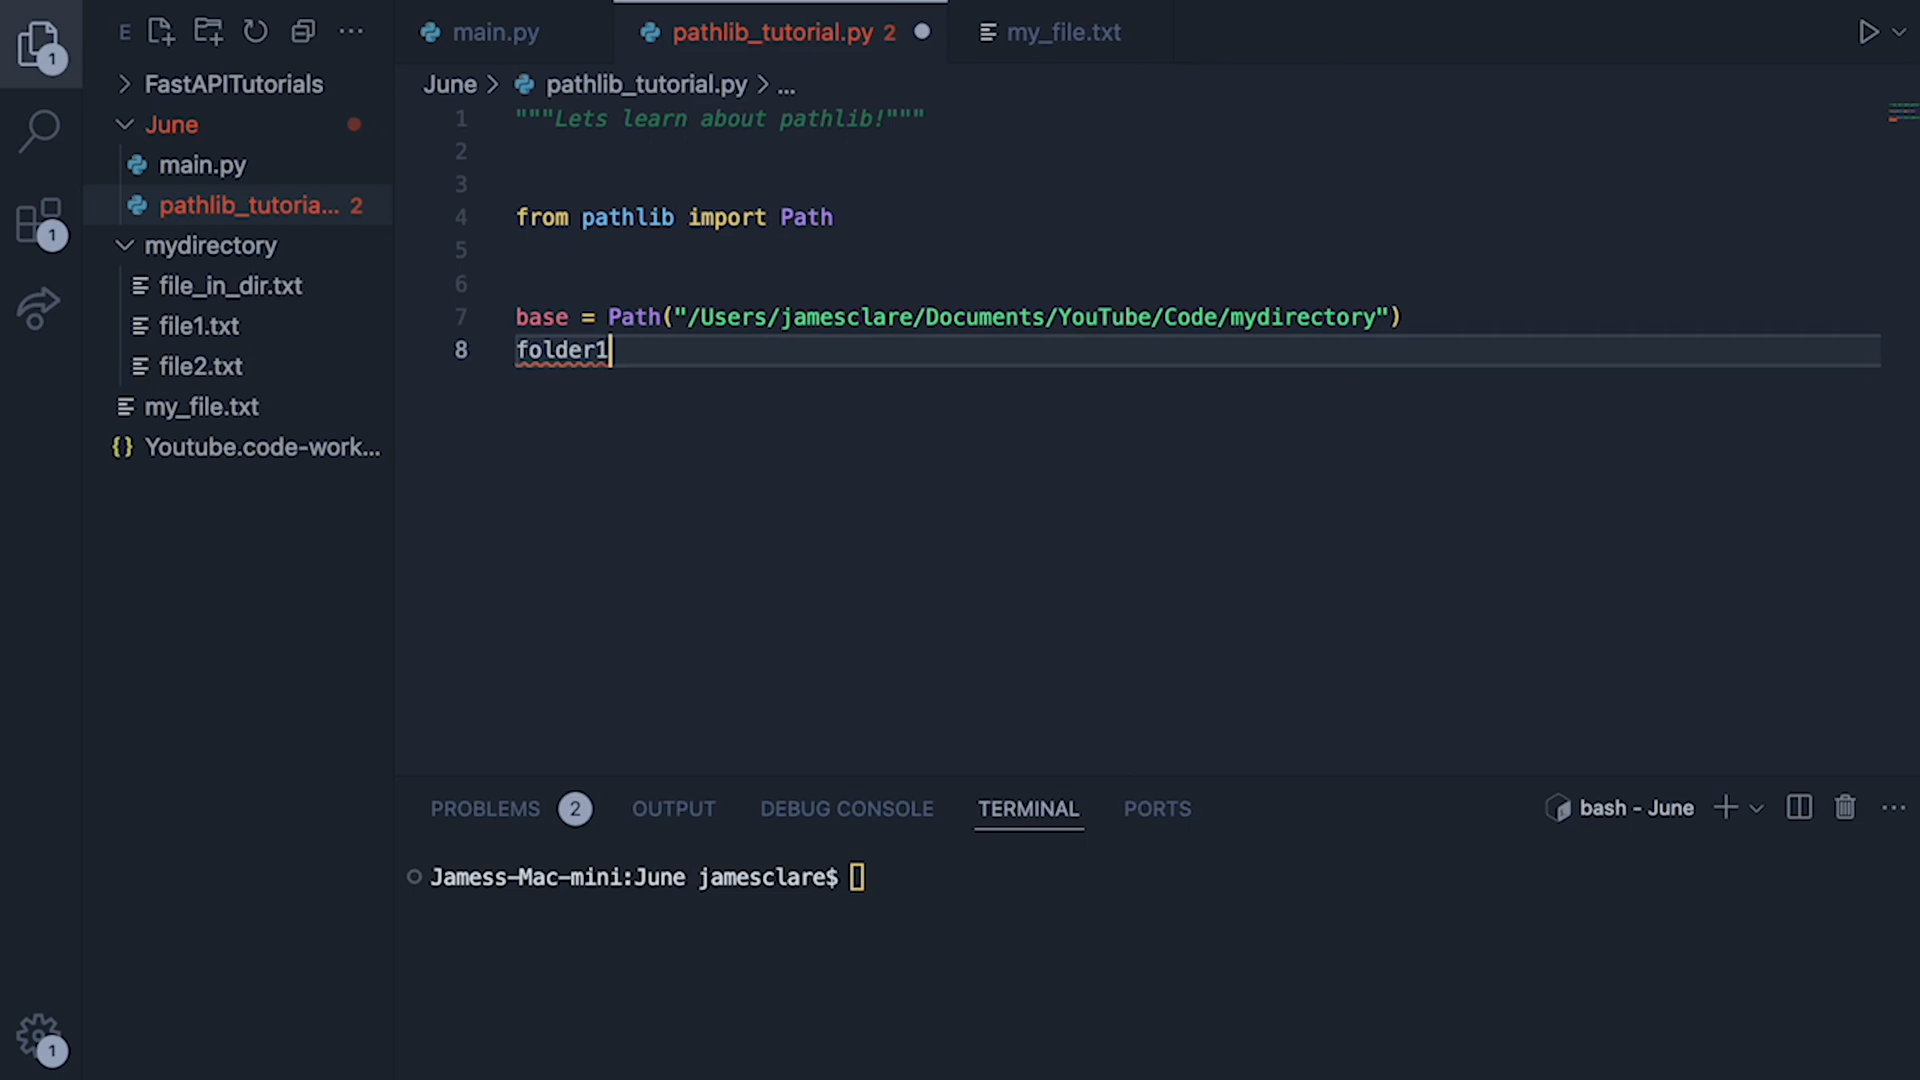 1
1
1
E
FastAPITutorials
June
main.py
pathlib_tutoria... 2
mydirectory
file_in_dir.txt
file1.txt
file2.txt
my_file.txt
Youtube.code-work...
main.py
pathlib_tutorial.py 2
my_file.txt
June > pathlib_tutorial.py > ...
1 """Lets learn about pathlib!"""
2
3
4 from pathlib import Path
5
6
7 base = Path("/Users/jamesclare/Documents/YouTube/Code/mydirectory")
8 folder1
PROBLEMS 2 OUTPUT DEBUG CONSOLE TERMINAL PORTS
bash - June
Jamess-Mac-mini:June jamesclare$